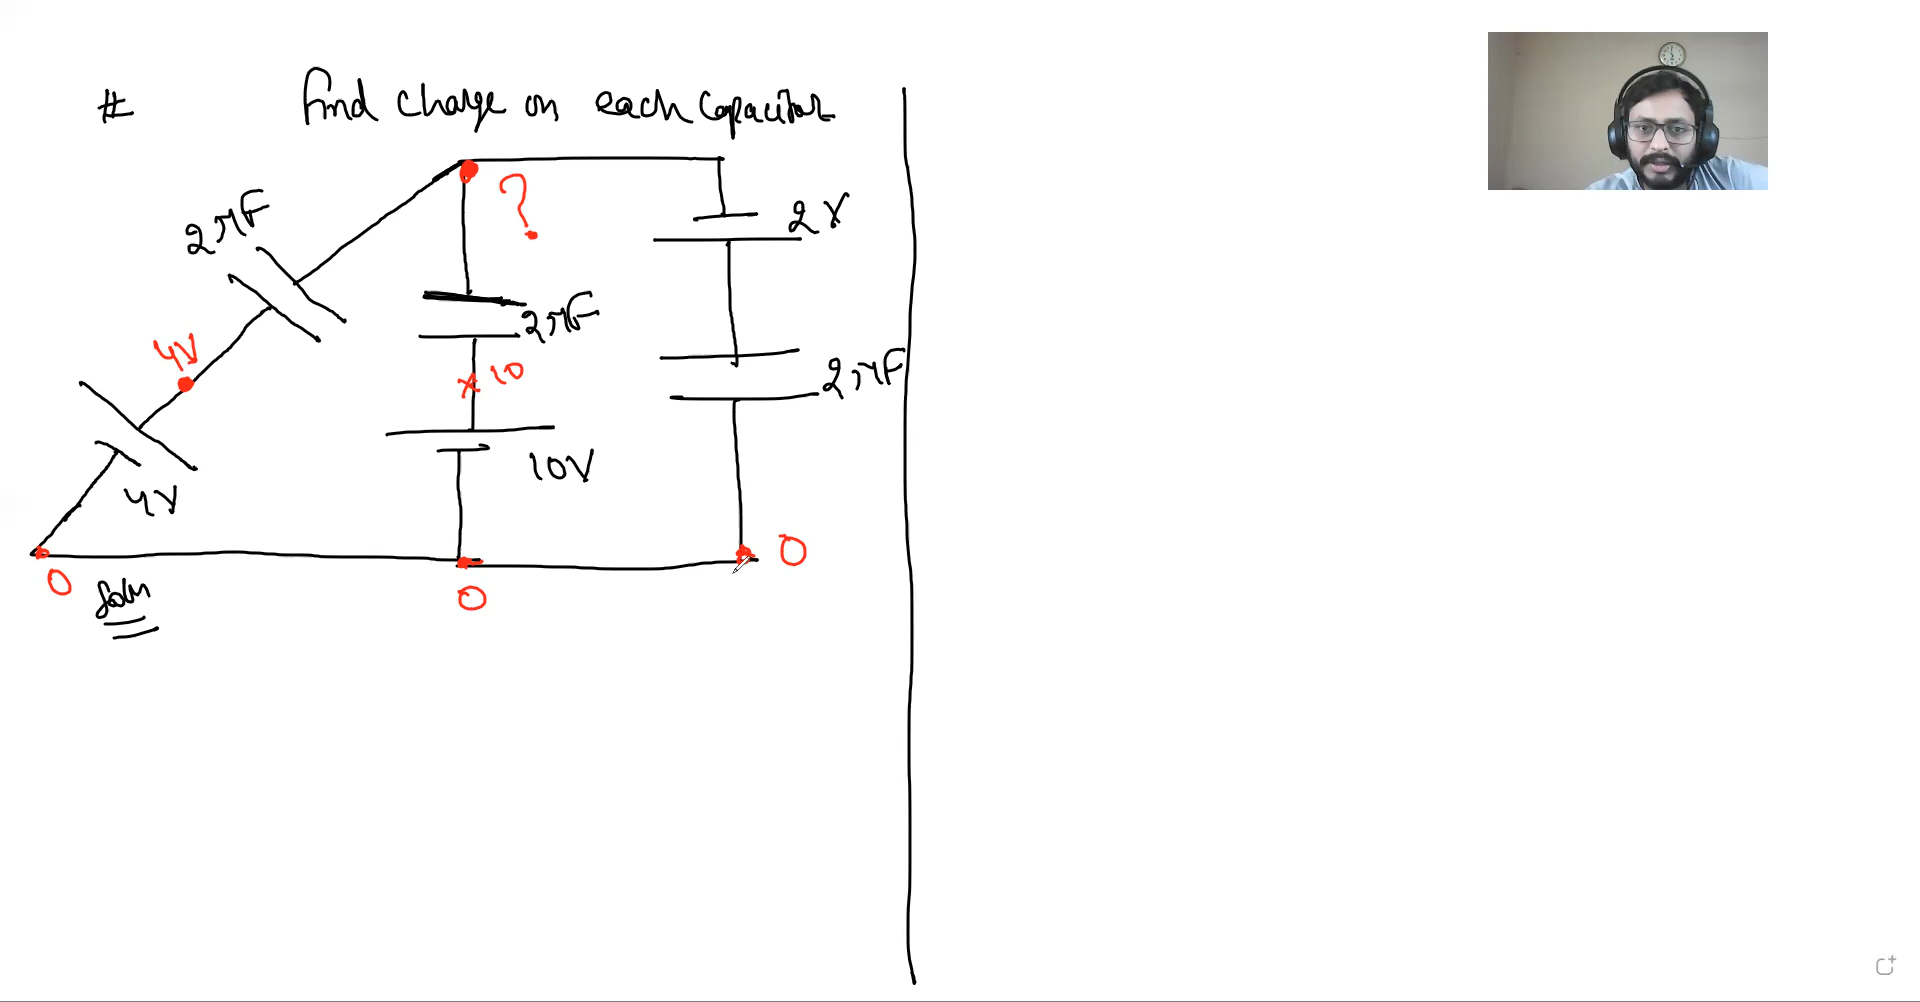 # Find charge on each capacitor
2μF
?
2V
2μF
4V
10
2μF
4V
10V
0
0
0
Soln